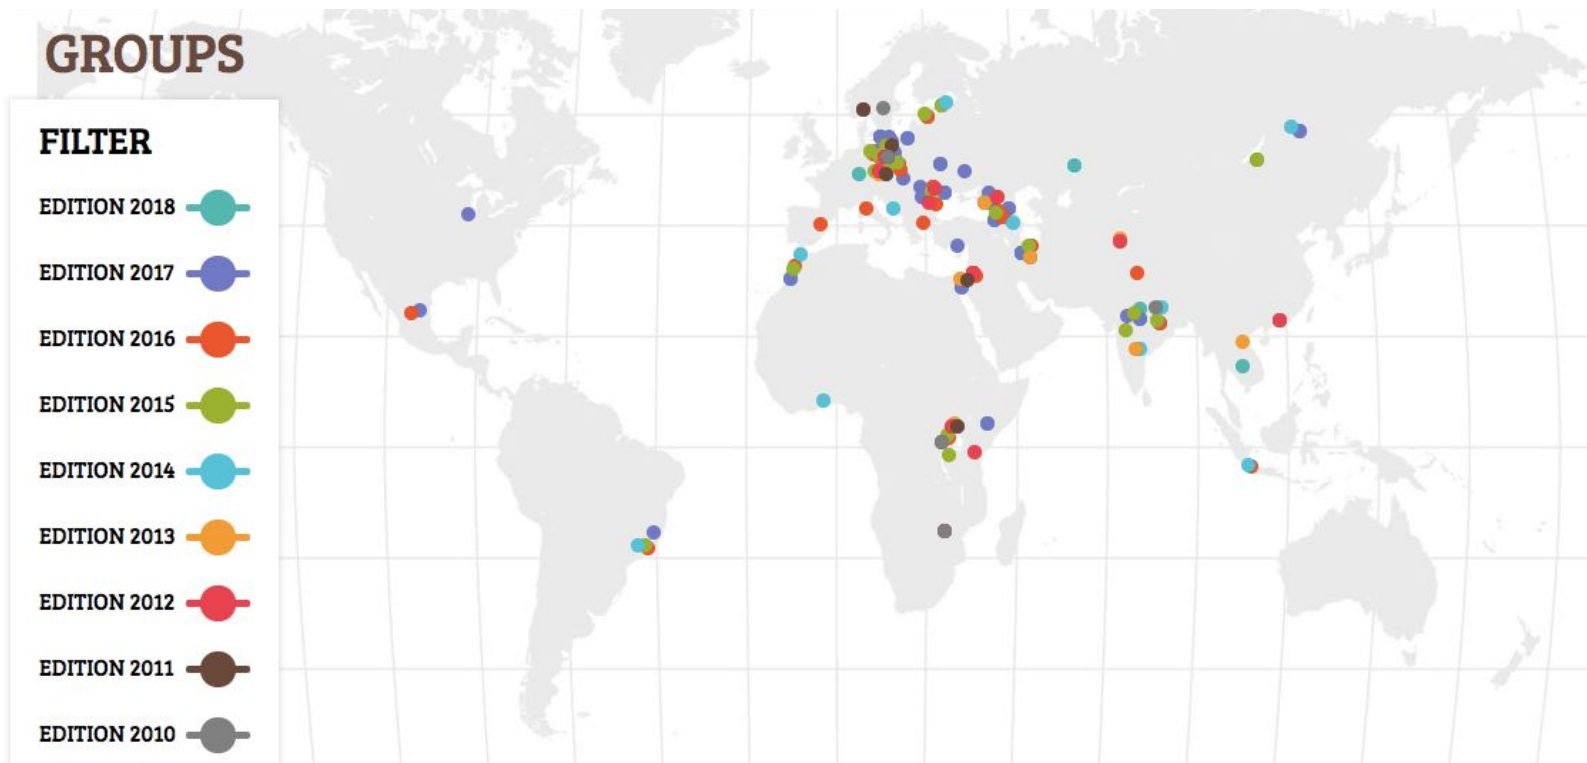 GROUPS
FILTER
EDITION 2018
EDITION 2017
EDITION 2016
EDITION 2015
EDITION 2014
EDITION 2013
EDITION 2012
EDITION 2011
EDITION 2010